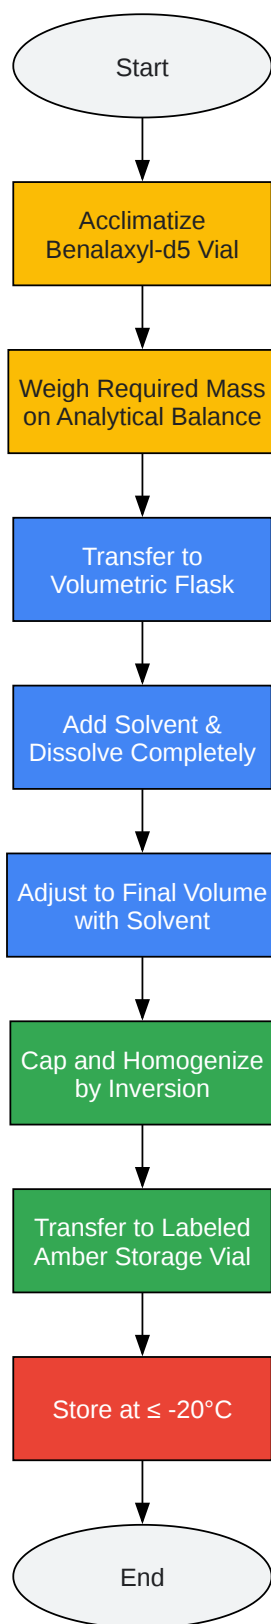 Start
Acclimatize
Benalaxyl-d5 Vial
Weigh Required Mass
on Analytical Balance
Transfer to
Volumetric Flask
Add Solvent &
Dissolve Completely
Adjust to Final Volume
with Solvent
Cap and Homogenize
by Inversion
Transfer to Labeled
Amber Storage Vial
Store at ≤ -20°C
End